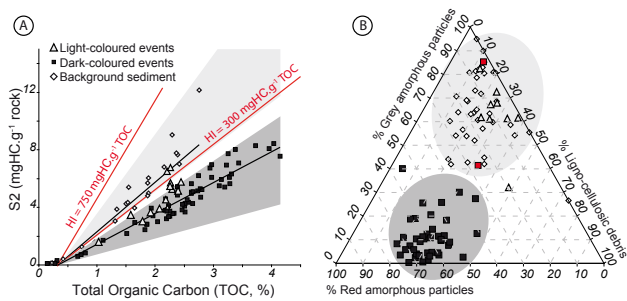 A
Light-coloured events
Dark-coloured events
Background sediment
HI = 750 mgHC.g⁻¹ TOC
HI = 300 mgHC.g⁻¹ TOC
S2 (mgHC.g⁻¹ rock)
12
8
4
0
0 1 2 3 4
Total Organic Carbon (TOC, %)
B
% Grey amorphous particles
% Ligno-cellulosic debris
% Red amorphous particles
100 90 80 70 60 50 40 30 20 10 0
0 10 20 30 40 50 60 70 80 90 100
100 90 80 70 60 50 40 30 20 10 0